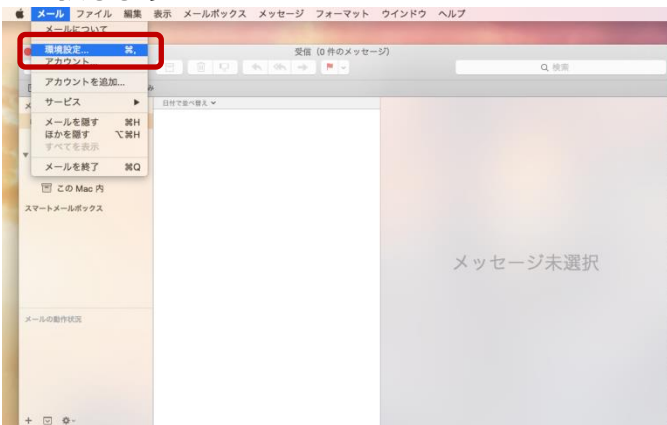 メール ファイル 編集 表示 メールボックス メッセージ フォーマット ウインドウ ヘルプ
メールについて
環境設定... ⌘,
アカウント
受信 (0 件のメッセージ)
検索
アカウントを追加...
サービス ▶
日付で並べ替え
メールを隠す ⌘H
ほかを隠す ⌥⌘H
すべてを表示
メールを終了 ⌘Q
この Mac 内
スマートメールボックス
メッセージ未選択
メールの動作状況